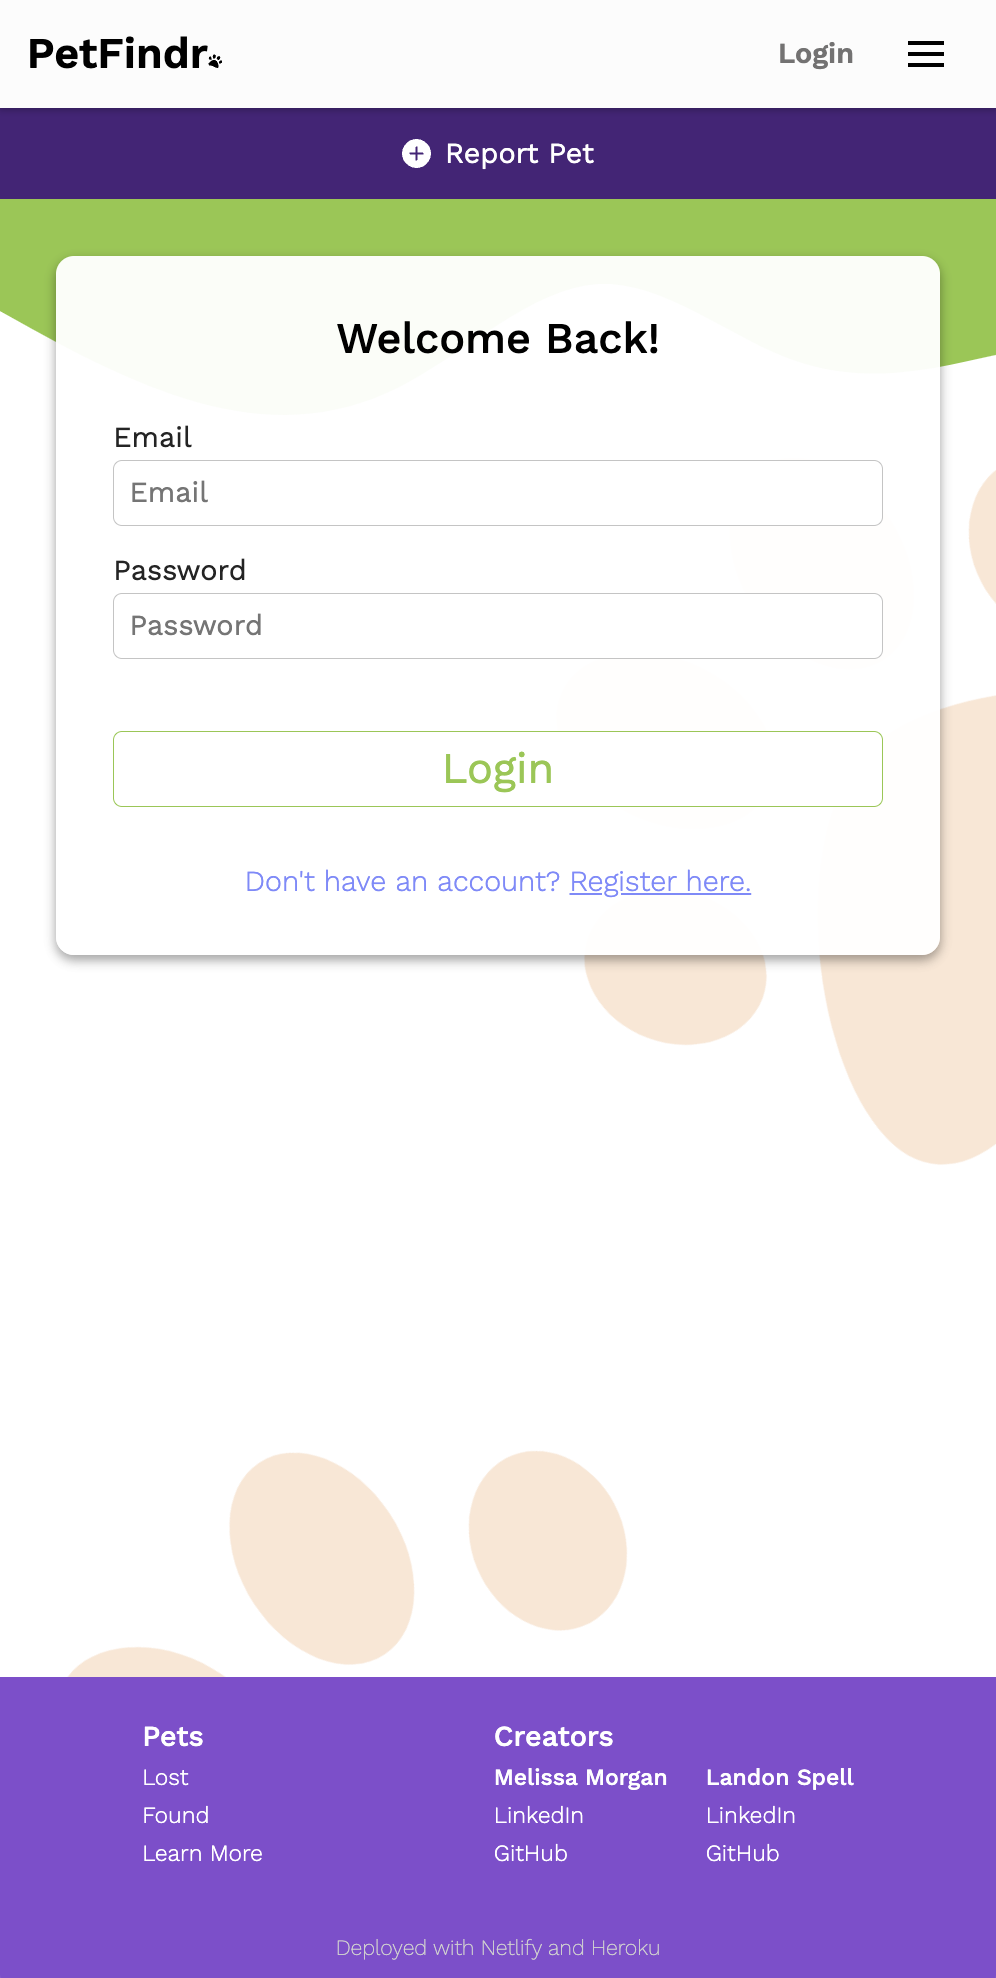 PetFindr
Login
Report Pet
Welcome Back!
Email
Email
Password
Password
Login
Don't have an account? Register here.
Pets
Lost
Found
Learn More
Creators
Melissa Morgan
LinkedIn
GitHub
Landon Spell
LinkedIn
GitHub
Deployed with Netlify and Heroku